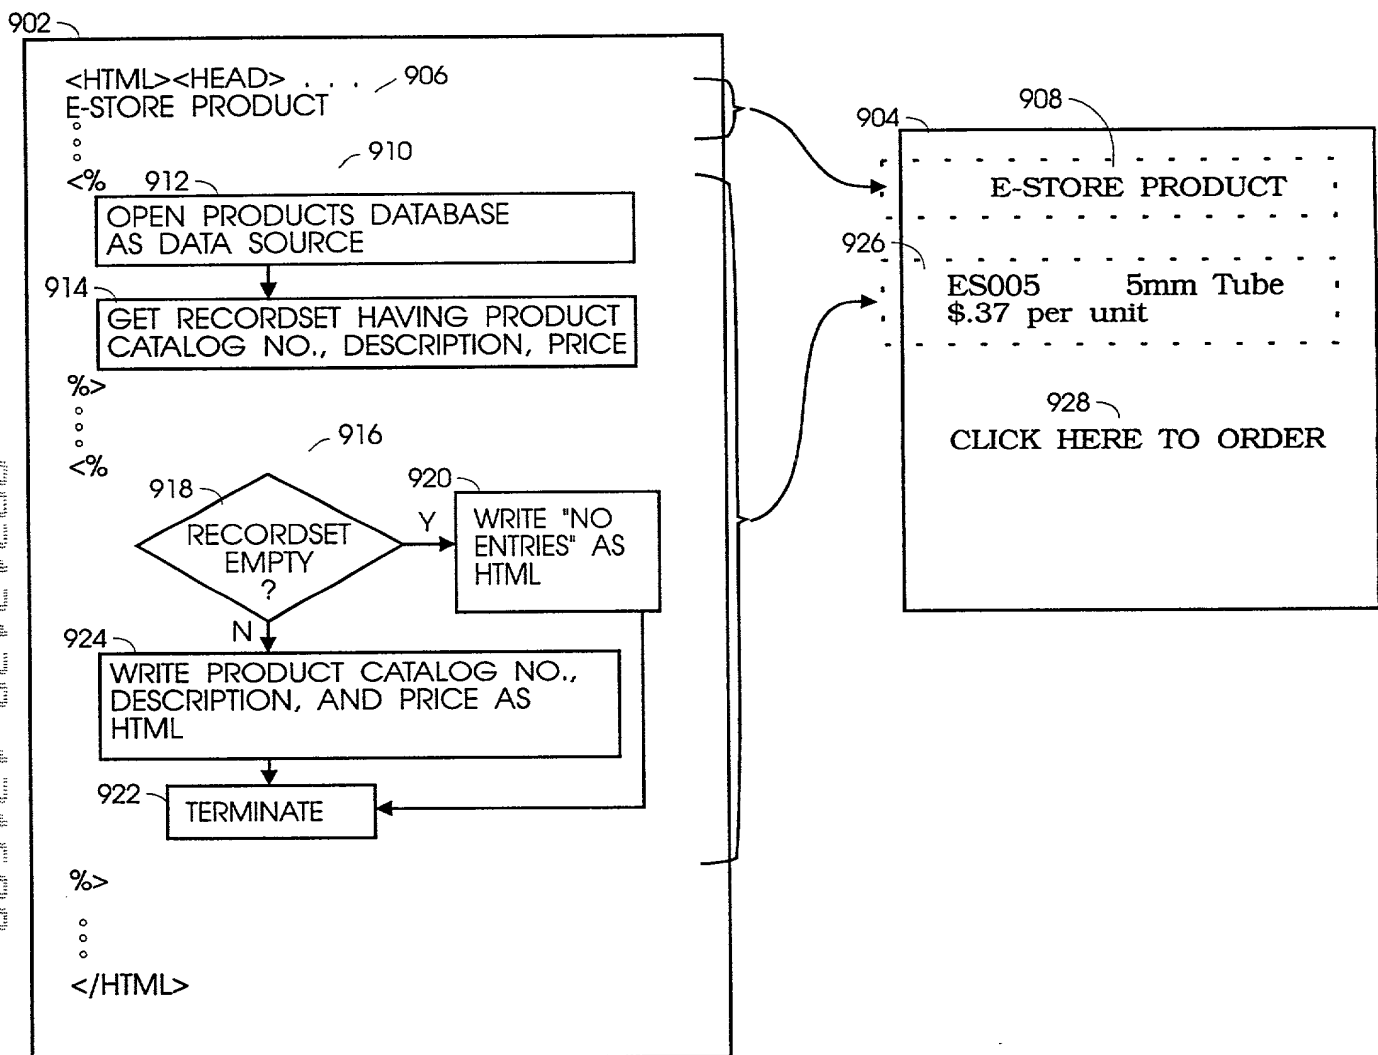 902
<HTML><HEAD> . . .
906
E-STORE PRODUCT
910
<%
912
OPEN PRODUCTS DATABASE
AS DATA SOURCE
914
GET RECORDSET HAVING PRODUCT
CATALOG NO., DESCRIPTION, PRICE
%>
916
<%
918
RECORDSET
EMPTY
?
Y
N
920
WRITE "NO
ENTRIES" AS
HTML
924
WRITE PRODUCT CATALOG NO.,
DESCRIPTION, AND PRICE AS
HTML
922
TERMINATE
%>
</HTML>
904
908
E-STORE PRODUCT
926
ES005 5mm Tube
$.37 per unit
928
CLICK HERE TO ORDER